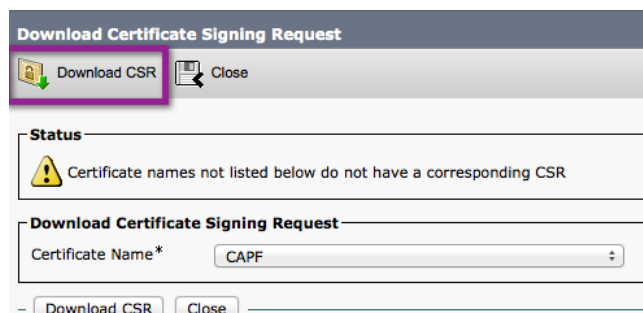 Download Certificate Signing Request
Download CSR Close
Status
Certificate names not listed below do not have a corresponding CSR
Download Certificate Signing Request
Certificate Name* CAPF
Download CSR Close